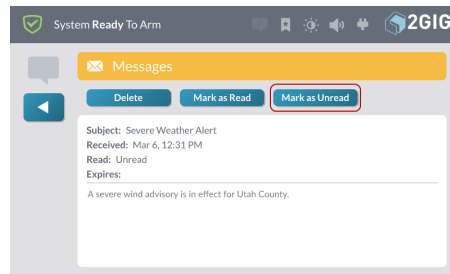 System Ready To Arm
2GIG
Messages
Delete Mark as Read Mark as Unread
Subject: Severe Weather Alert
Received: Mar 6, 12:31 PM
Read: Unread
Expires:
A severe wind advisory is in effect for Utah County.